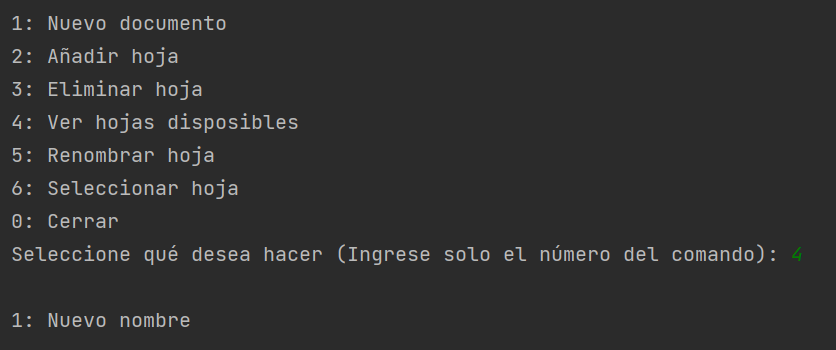 1: Nuevo documento
2: Añadir hoja
3: Eliminar hoja
4: Ver hojas disposibles
5: Renombrar hoja
6: Seleccionar hoja
0: Cerrar
Seleccione qué desea hacer (Ingrese solo el número del comando): 4
1: Nuevo nombre